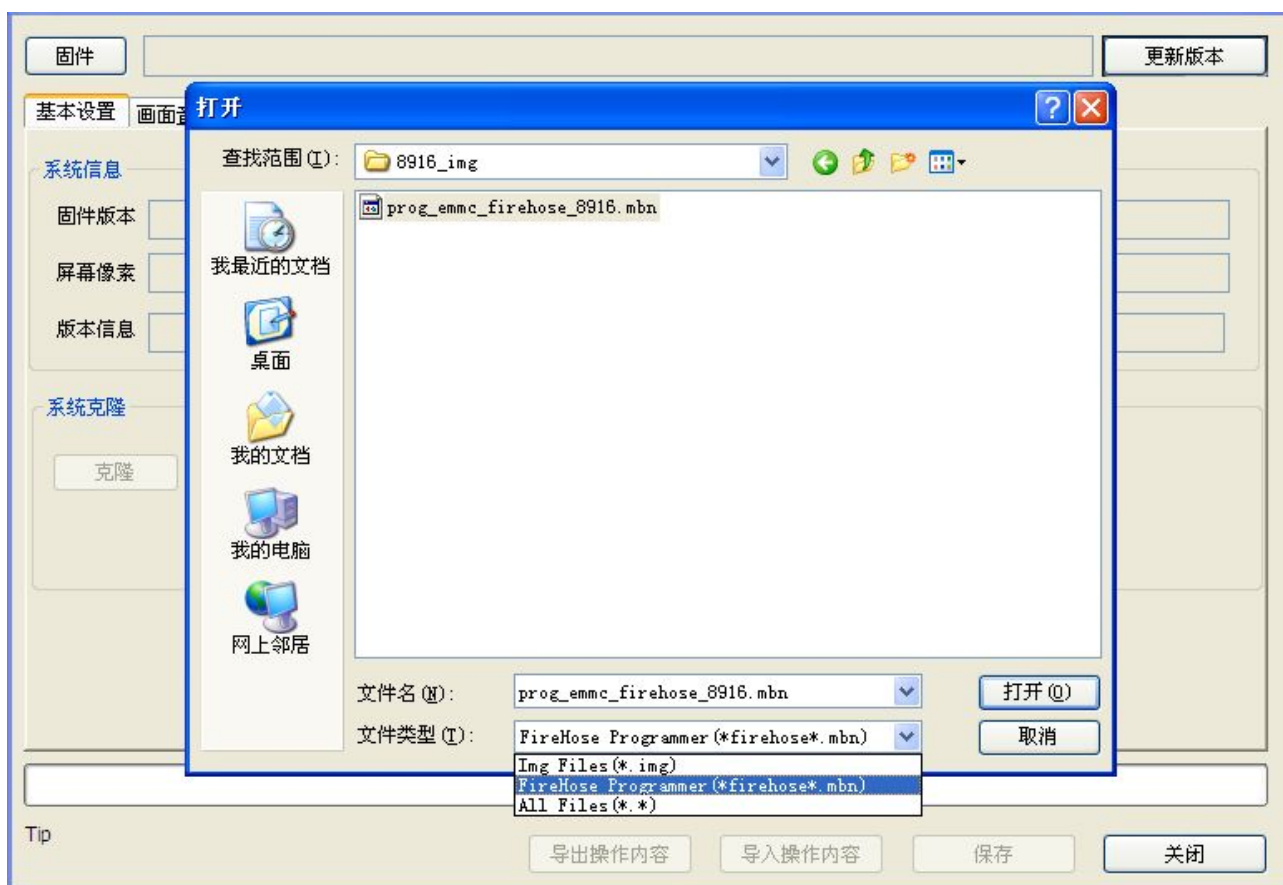 固件
更新版本
基本设置 画面
打开
查找范围(I):
8916_img
prog_emmc_firehose_8916.mbn
系统信息
固件版本
屏幕像素
版本信息
我最近的文档
桌面
系统克隆
我的文档
克隆
我的电脑
网上邻居
文件名(N): prog_emmc_firehose_8916.mbn 打开(O)
文件类型(T): FireHose Programmer(*firehose*.mbn) 取消
Img Files(*.img)
FireHose Programmer(*firehose*.mbn)
All Files(*.*)
Tip
导出操作内容 导入操作内容 保存 关闭